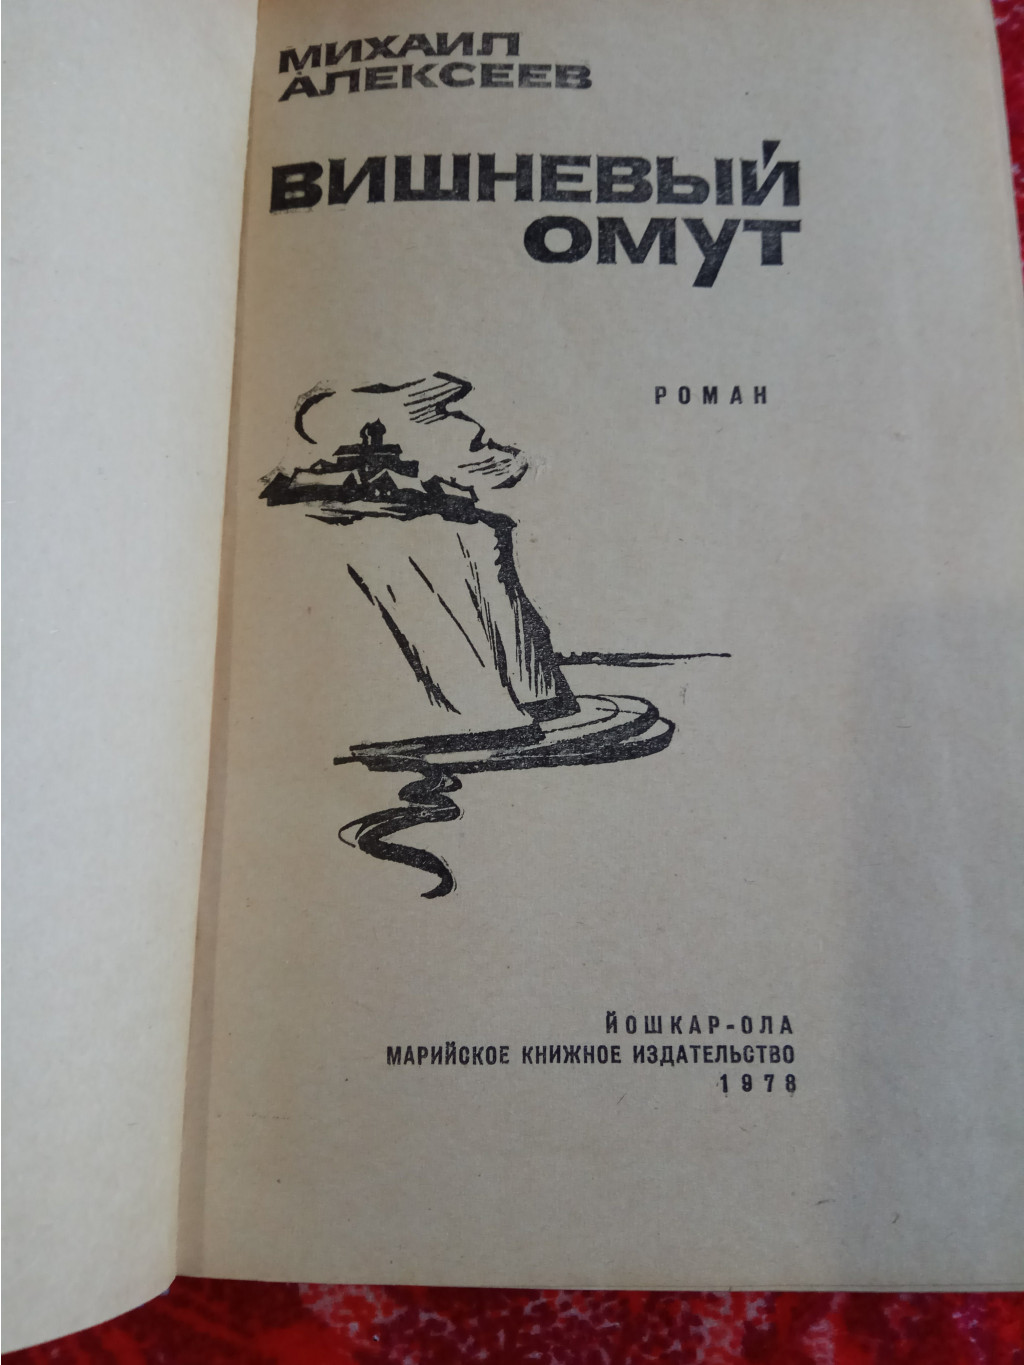 МИХАИЛ
АЛЕКСЕЕВ
ВИШНЕВЫЙ
ОМУТ
РОМАН
ЙОШКАР-ОЛА
МАРИЙСКОЕ КНИЖНОЕ ИЗДАТЕЛЬСТВО
1978